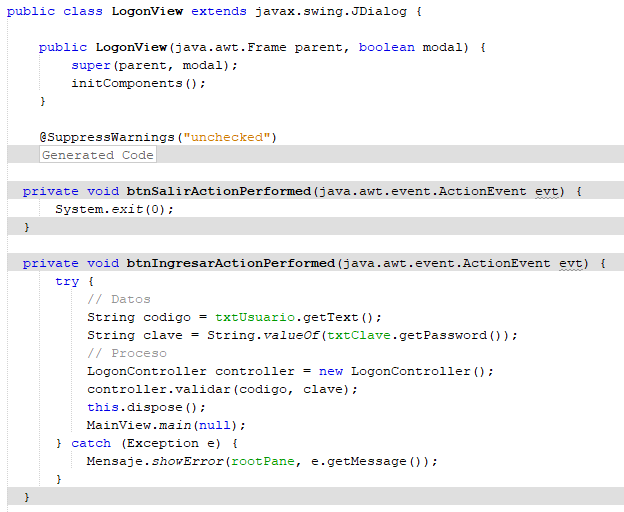 public class LogonView extends javax.swing.JDialog {
public LogonView(java.awt.Frame parent, boolean modal) {
super(parent, modal);
initComponents();
}
@SuppressWarnings("unchecked")
Generated Code
private void btnSalirActionPerformed(java.awt.event.ActionEvent evt) {
System.exit(0);
}
private void btnIngresarActionPerformed(java.awt.event.ActionEvent evt) {
try {
// Datos
String codigo = txtUsuario.getText();
String clave = String.valueOf(txtClave.getPassword());
// Proceso
LogonController controller = new LogonController();
controller.validar(codigo, clave);
this.dispose();
MainView.main(null);
} catch (Exception e) {
Mensaje.showError(rootPane, e.getMessage());
}
}